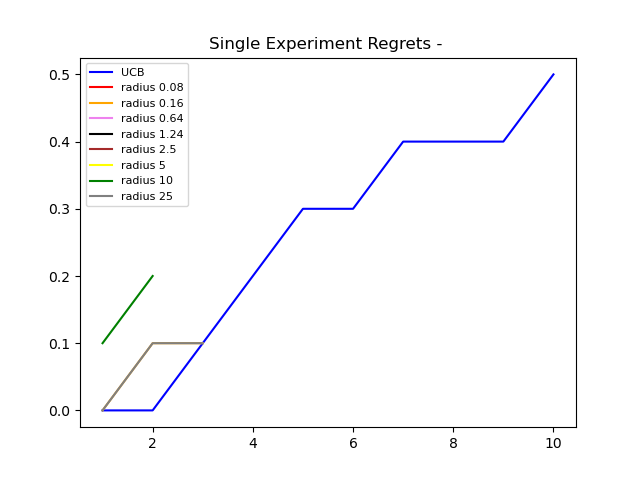 Single Experiment Regrets -
0.5
0.4
0.3
0.2
0.1
0.0
UCB
radius 0.08
radius 0.16
radius 0.64
radius 1.24
radius 2.5
radius 5
radius 10
radius 25
2
4
6
8
10